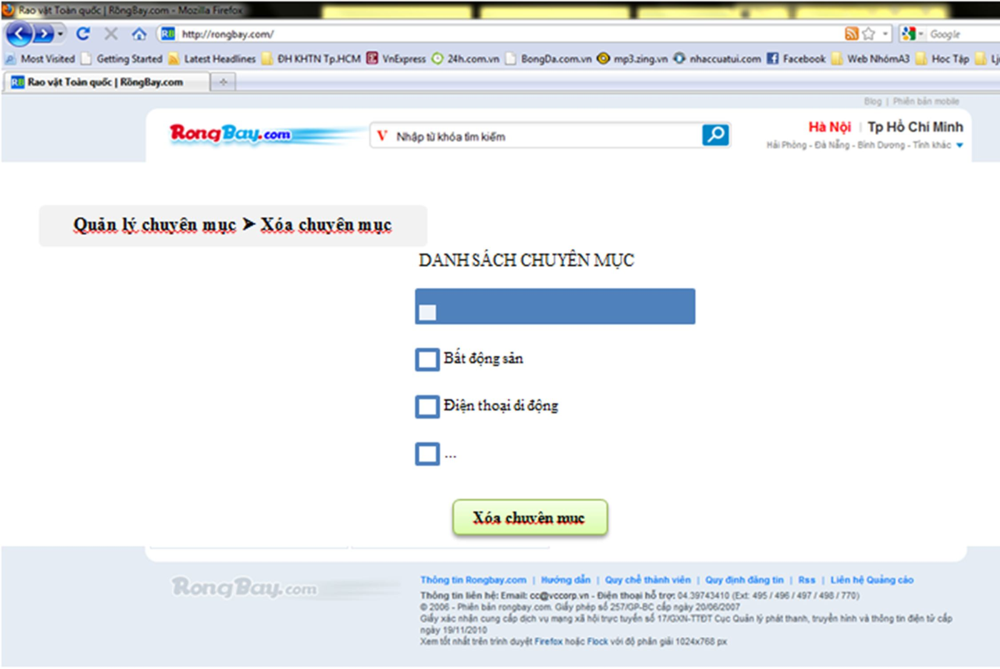 Rao vặt Toàn quốc | RồngBay.com - Mozilla Firefox
http://rongbay.com/
Google
Most Visited Getting Started Latest Headlines ĐH KHTN Tp.HCM VnExpress 24h.com.vn BongDa.com.vn mp3.zing.vn nhaccuatui.com Facebook Web NhómA3 Học Tập
RB Rao vặt Toàn quốc | RồngBay.com
Blog | Phiên bản mobile
RongBay.com
V Nhập từ khóa tìm kiếm
Hà Nội | Tp Hồ Chí Minh
Hải Phòng - Đà Nẵng - Bình Dương - Tỉnh khác
Quản lý chuyên mục ➤ Xóa chuyên mục
DANH SÁCH CHUYÊN MỤC
Bất động sản
Điện thoại di động
...
Xóa chuyên mục
RongBay.com
Thông tin Rongbay.com | Hướng dẫn | Quy chế thành viên | Quy định đăng tin | Rss | Liên hệ Quảng cáo
Thông tin liên hệ: Email: cc@vccorp.vn - Điện thoại hỗ trợ: 04.39743410 (Ext: 495 / 496 / 497 / 498 / 770)
© 2006 - Phiên bản rongbay.com. Giấy phép số 257/GP-BC cấp ngày 20/06/2007
Giấy xác nhận cung cấp dịch vụ mạng xã hội trực tuyến số 17/GXN-TTĐT Cục Quản lý phát thanh, truyền hình và thông tin điện tử cấp
ngày 19/11/2010
Xem tốt nhất trên trình duyệt Firefox hoặc Flock với độ phân giải 1024x768 px